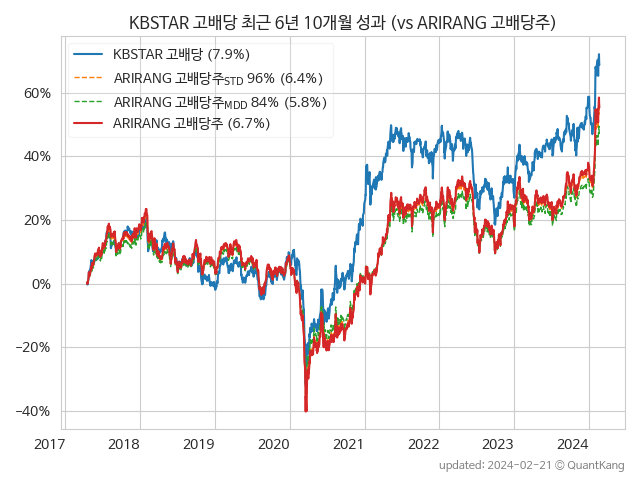 KBSTAR 고배당 최근 6년 10개월 성과 (vs ARIRANG 고배당주)
KBSTAR 고배당 (7.9%)
ARIRANG 고배당주STD 96% (6.4%)
ARIRANG 고배당주MDD 84% (5.8%)
ARIRANG 고배당주 (6.7%)
60%
40%
20%
0%
−20%
−40%
2017 2018 2019 2020 2021 2022 2023 2024
updated: 2024-02-21 © QuantKang